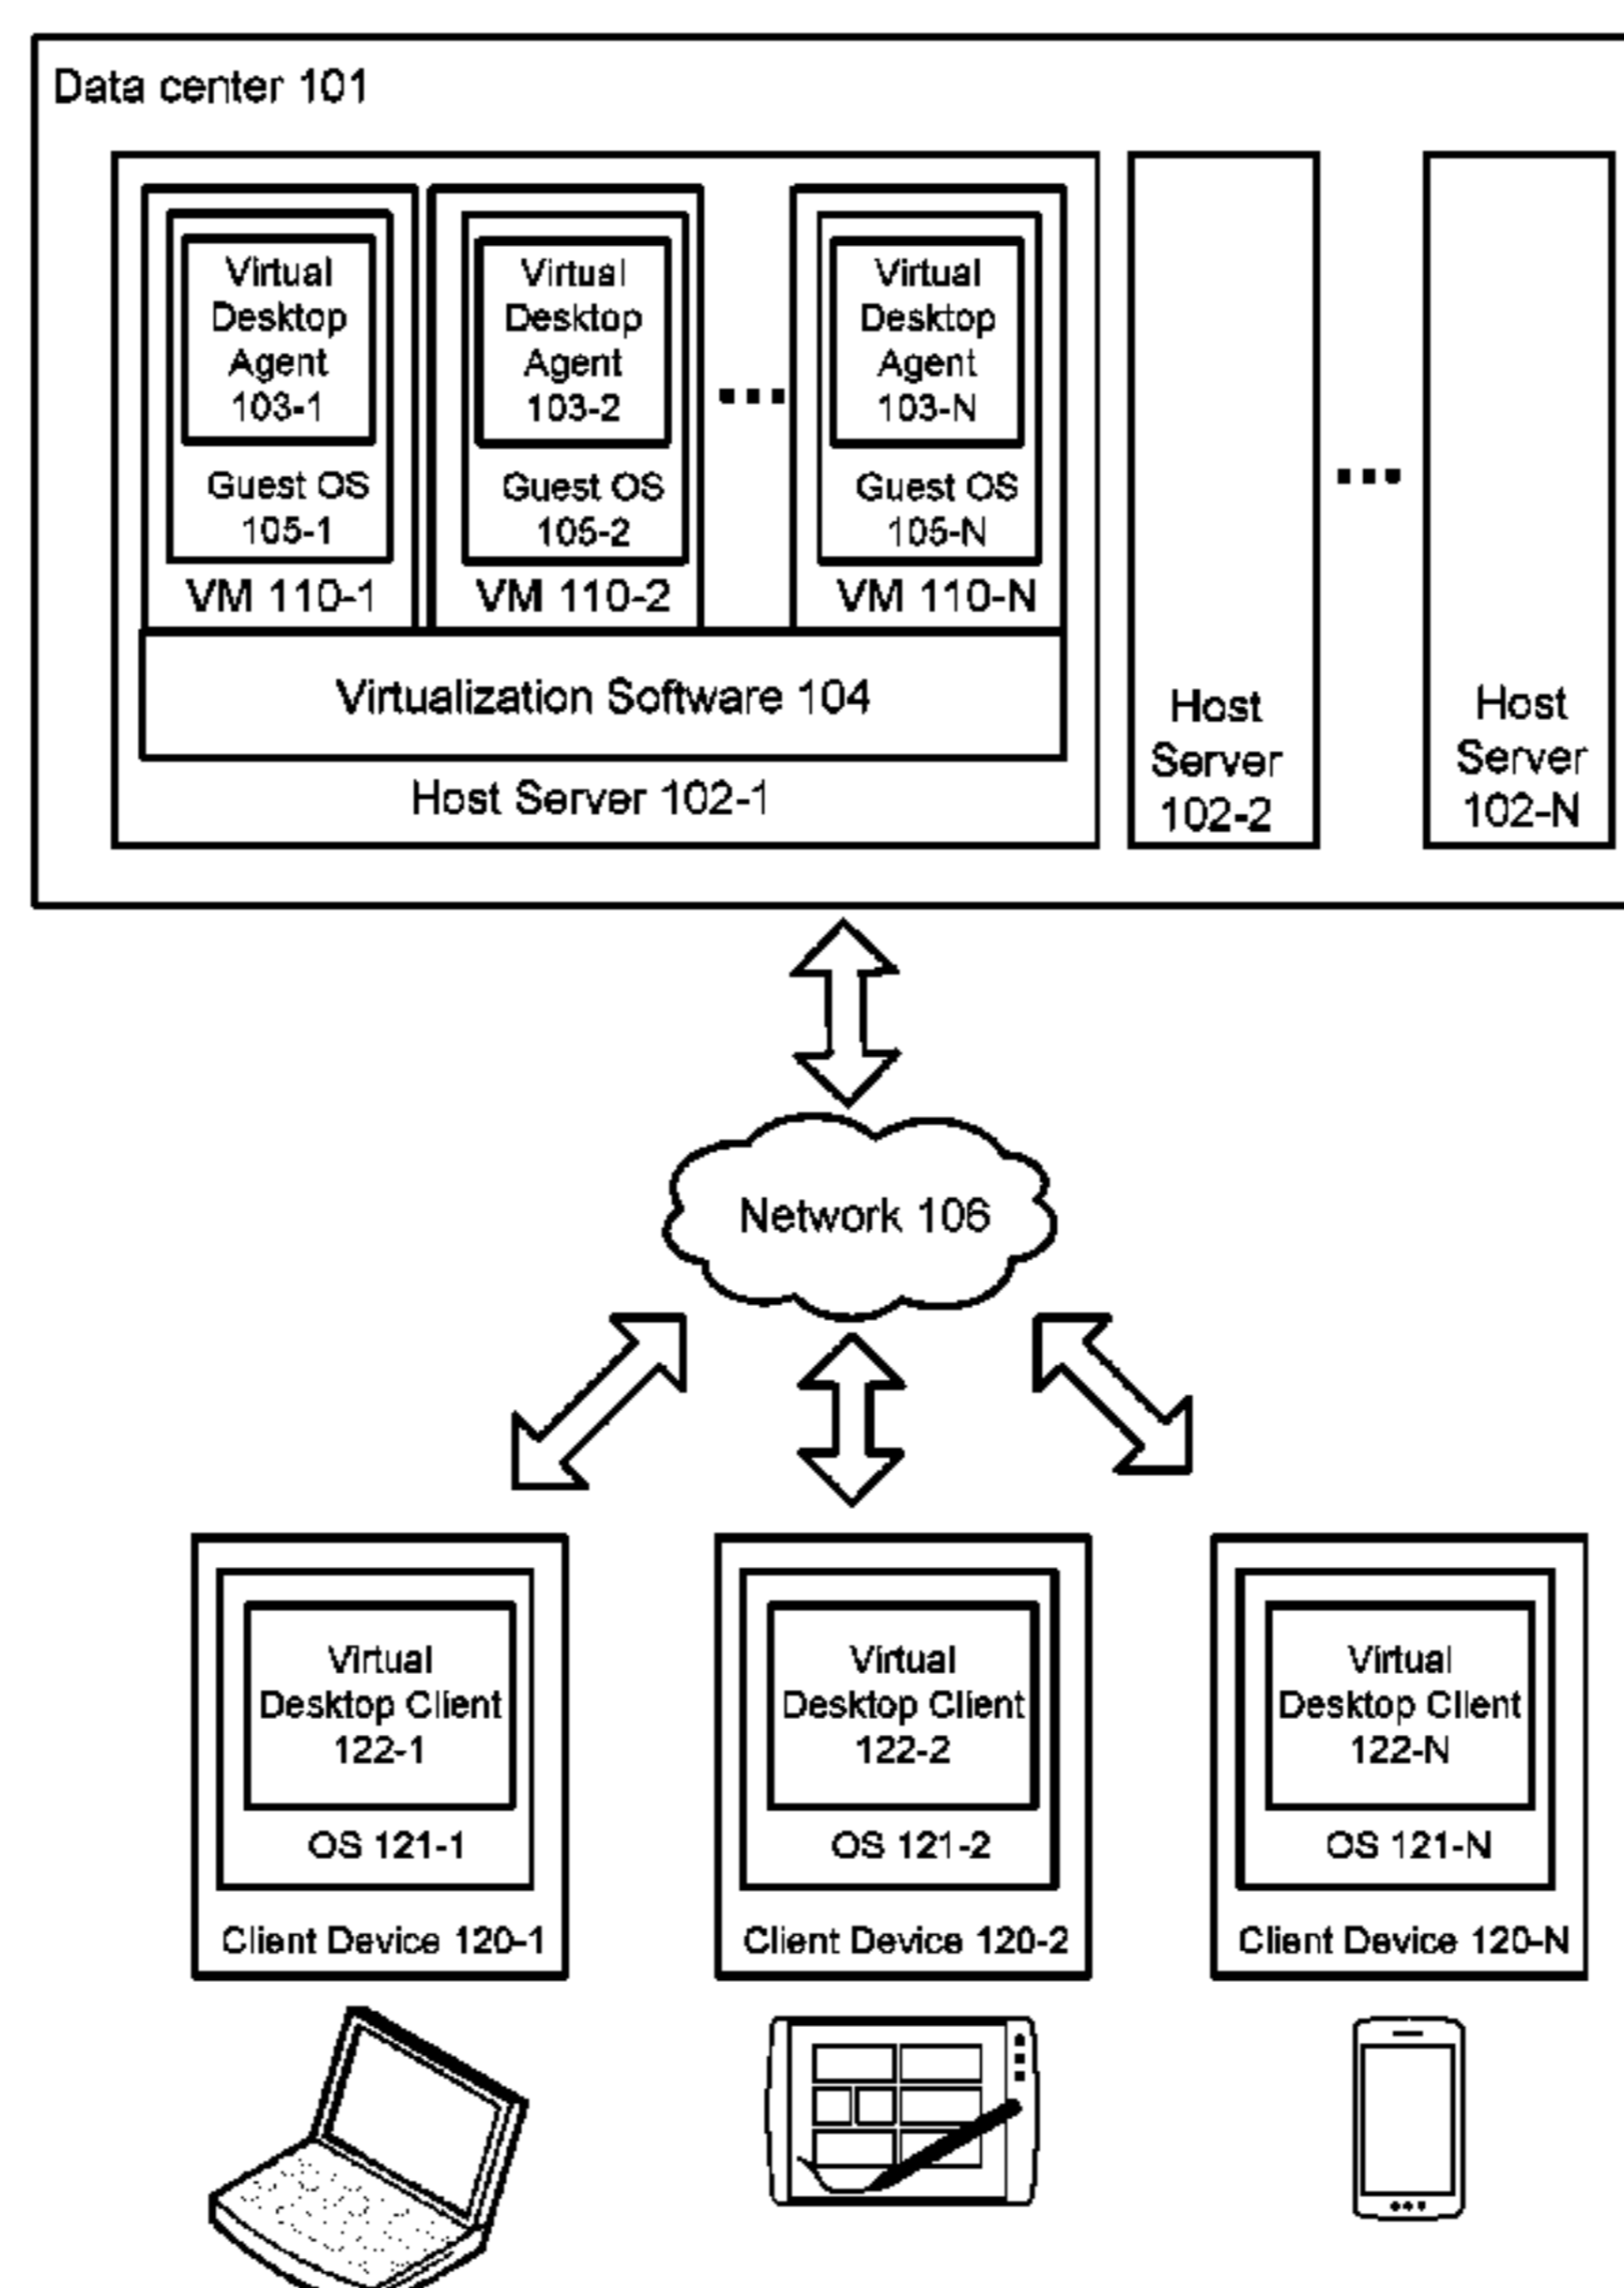 Data center 101
Virtual
Desktop
Agent
103-1
Guest OS
105-1
VM 110-1
Virtual
Desktop
Agent
103-2
Guest OS
105-2
VM 110-2
...
Virtual
Desktop
Agent
103-N
Guest OS
105-N
VM 110-N
Virtualization Software 104
Host Server 102-1
Host
Server
102-2
...
Host
Server
102-N
Network 106
Virtual
Desktop Client
122-1
OS 121-1
Client Device 120-1
Virtual
Desktop Client
122-2
OS 121-2
Client Device 120-2
Virtual
Desktop Client
122-N
OS 121-N
Client Device 120-N